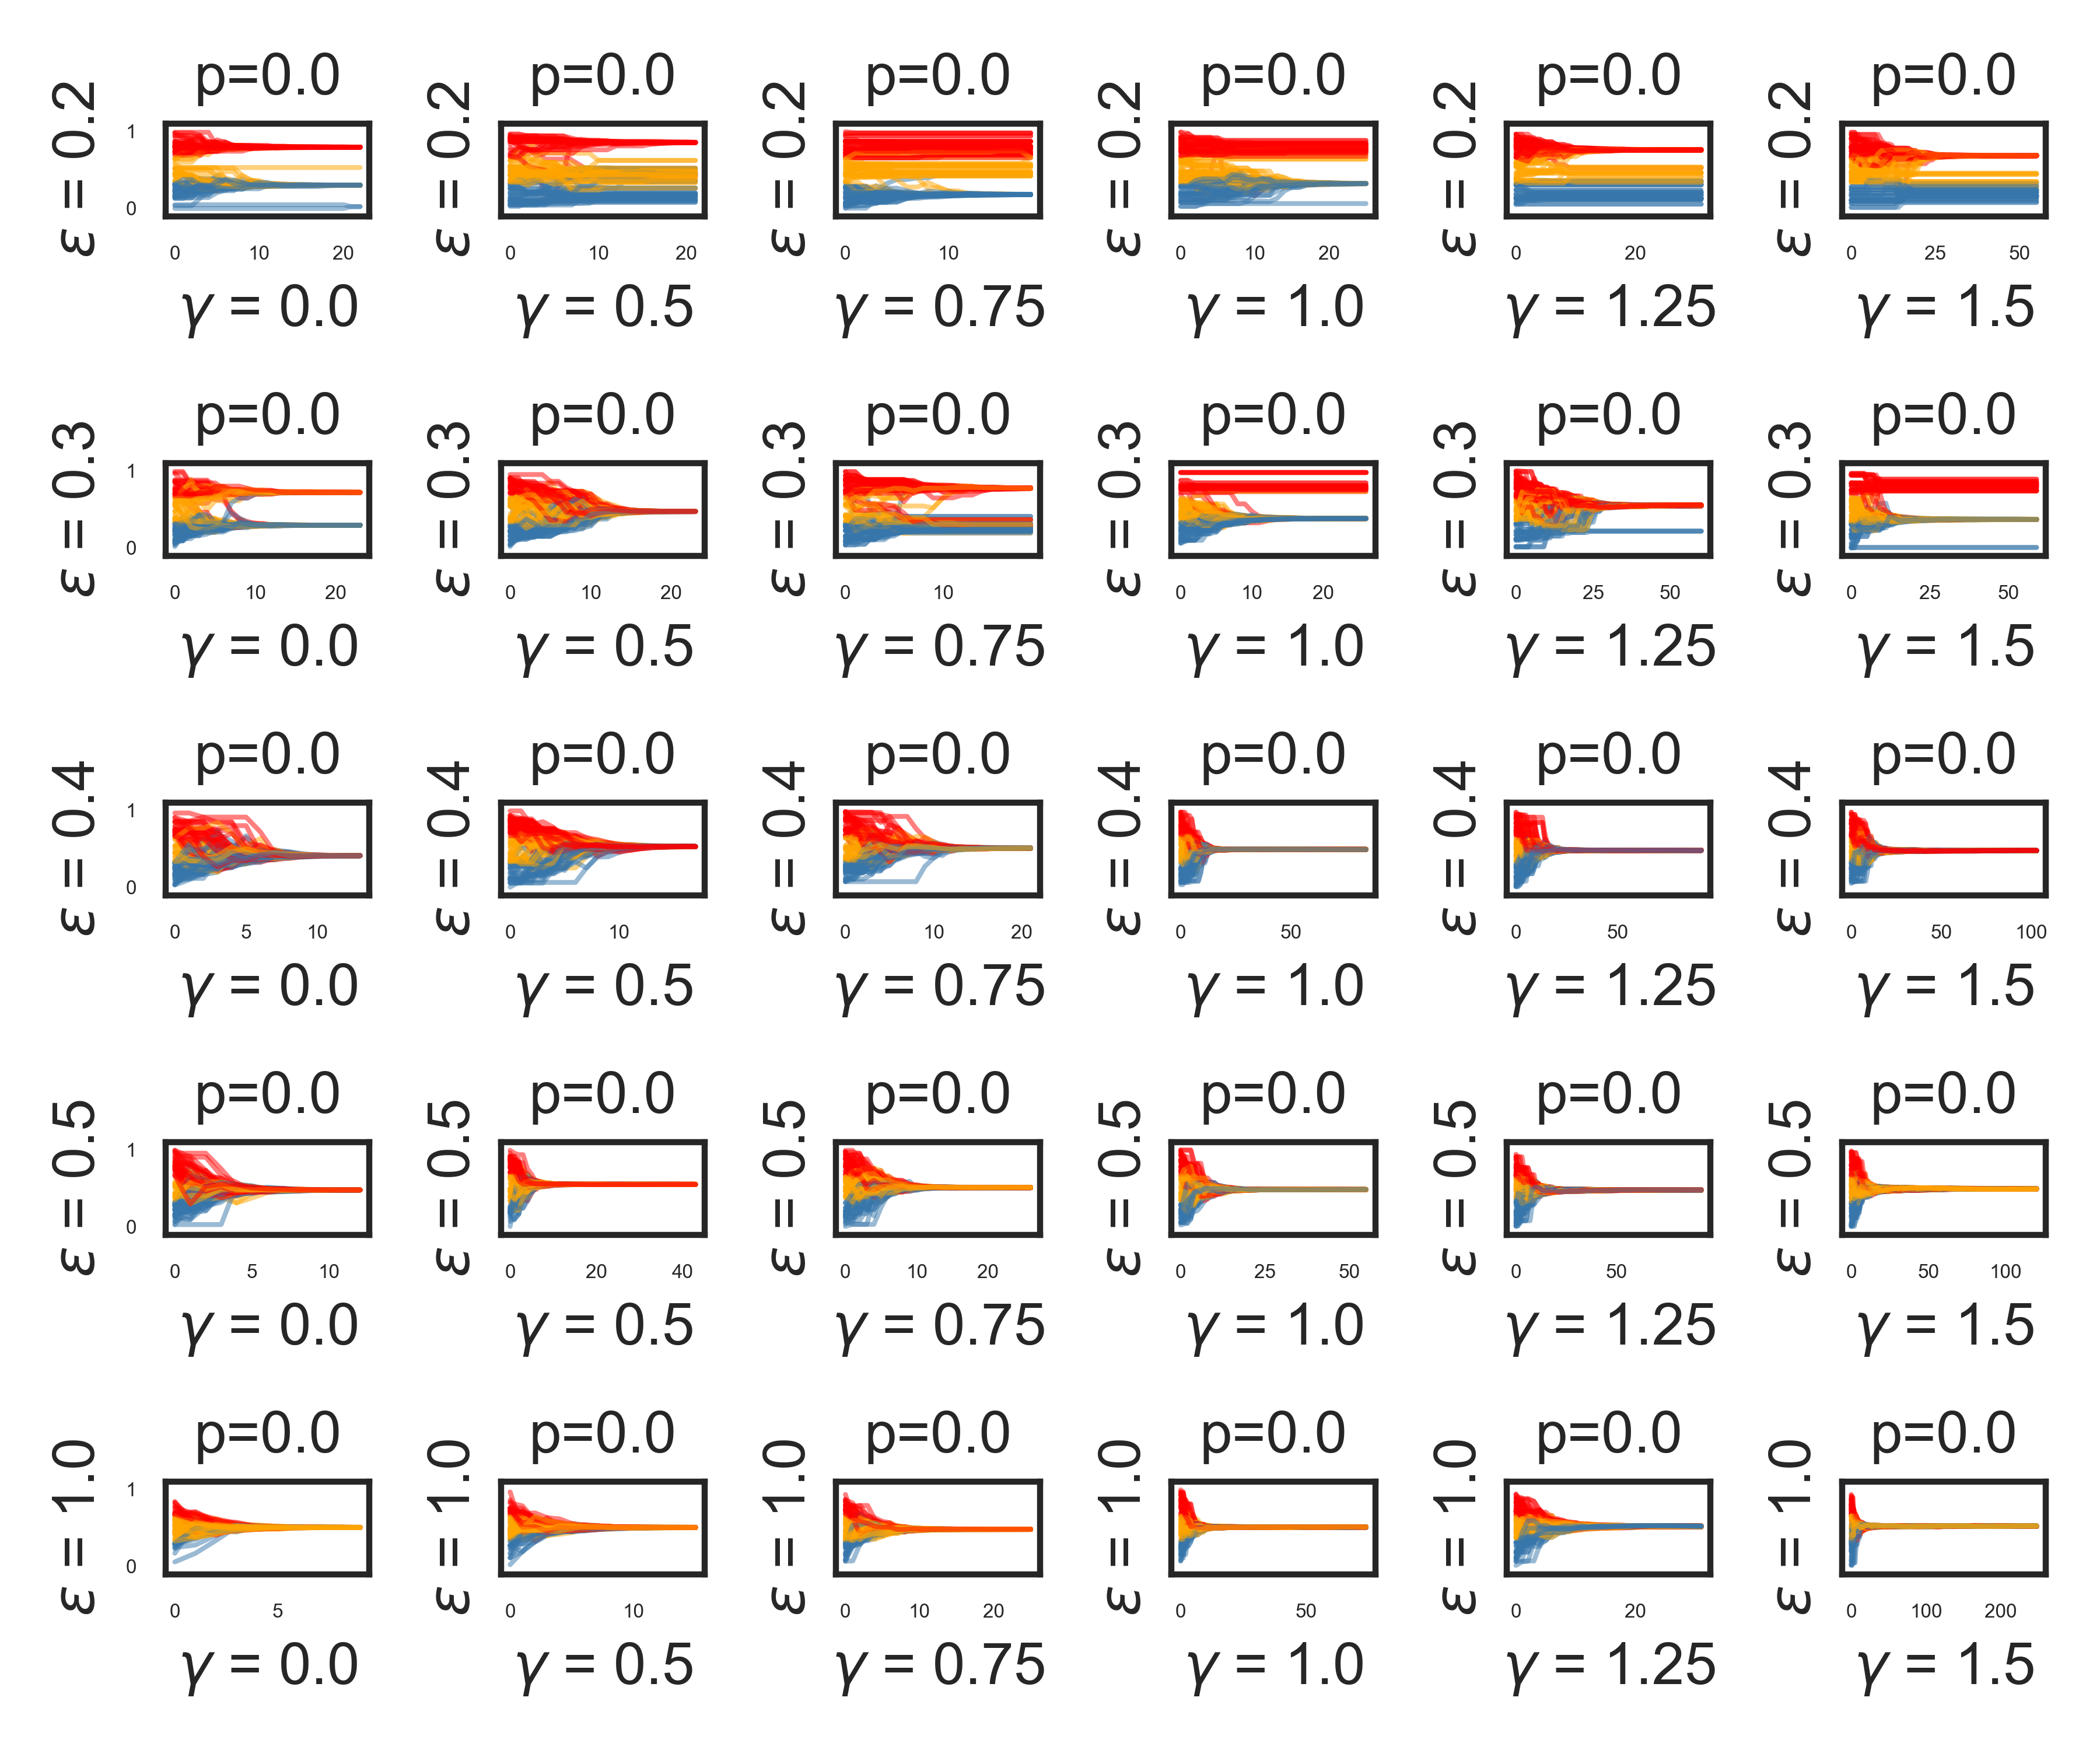 p=0.0 p=0.0 p=0.0 p=0.0 p=0.0 p=0.0
ε = 0.2 ε = 0.2 ε = 0.2 ε = 0.2 ε = 0.2 ε = 0.2
1
0
0 10 20 0 10 20 0 10 0 10 20 0 20 0 25 50
γ = 0.0 γ = 0.5 γ = 0.75 γ = 1.0 γ = 1.25 γ = 1.5
p=0.0 p=0.0 p=0.0 p=0.0 p=0.0 p=0.0
ε = 0.3 ε = 0.3 ε = 0.3 ε = 0.3 ε = 0.3 ε = 0.3
1
0
0 10 20 0 10 20 0 10 0 10 20 0 25 50 0 25 50
γ = 0.0 γ = 0.5 γ = 0.75 γ = 1.0 γ = 1.25 γ = 1.5
p=0.0 p=0.0 p=0.0 p=0.0 p=0.0 p=0.0
ε = 0.4 ε = 0.4 ε = 0.4 ε = 0.4 ε = 0.4 ε = 0.4
1
0
0 5 10 0 10 0 10 20 0 50 0 50 0 50 100
γ = 0.0 γ = 0.5 γ = 0.75 γ = 1.0 γ = 1.25 γ = 1.5
p=0.0 p=0.0 p=0.0 p=0.0 p=0.0 p=0.0
ε = 0.5 ε = 0.5 ε = 0.5 ε = 0.5 ε = 0.5 ε = 0.5
1
0
0 5 10 0 20 40 0 10 20 0 25 50 0 50 0 50 100
γ = 0.0 γ = 0.5 γ = 0.75 γ = 1.0 γ = 1.25 γ = 1.5
p=0.0 p=0.0 p=0.0 p=0.0 p=0.0 p=0.0
ε = 1.0 ε = 1.0 ε = 1.0 ε = 1.0 ε = 1.0 ε = 1.0
1
0
0 5 0 10 0 10 20 0 50 0 20 0 100 200
γ = 0.0 γ = 0.5 γ = 0.75 γ = 1.0 γ = 1.25 γ = 1.5